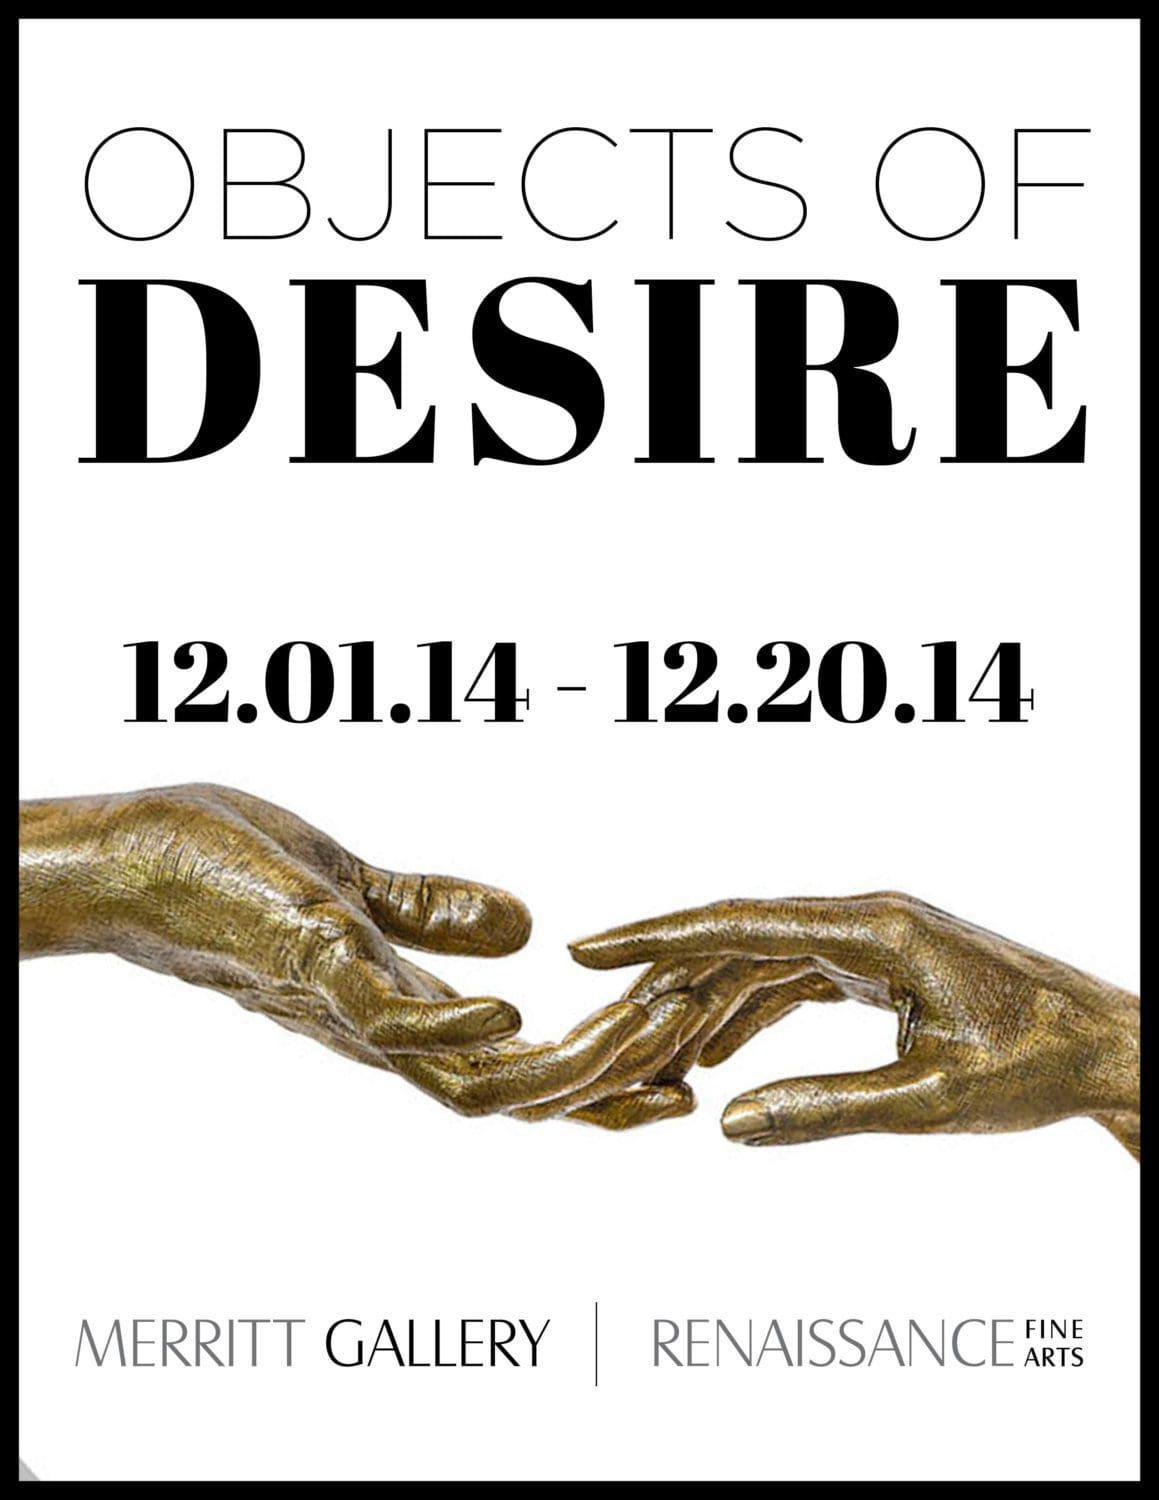 OBJECTS OF
DESIRE
12.01.14 - 12.20.14
MERRITT GALLERY | RENAISSANCE FINE ARTS